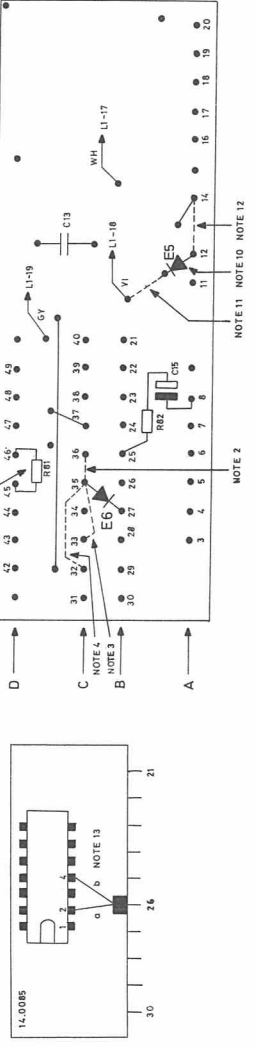 14.0085
1 2 4 NOTE 13
a b
30 26 21
D 42 43 44 45 46 47 48 49
R81
GY L1-19
C13
WH L1-17
L1-18
VI
C 31 32 33 34 35 36 37 38 39 40
NOTE 4
NOTE 3
E6
B 30 29 28 27 26 25 24 23 22 21
R82
C15
E5
A 3 4 5 6 7 8 11 12 14 16 17 18 19 20
NOTE 2
NOTE 11
NOTE 10
NOTE 12